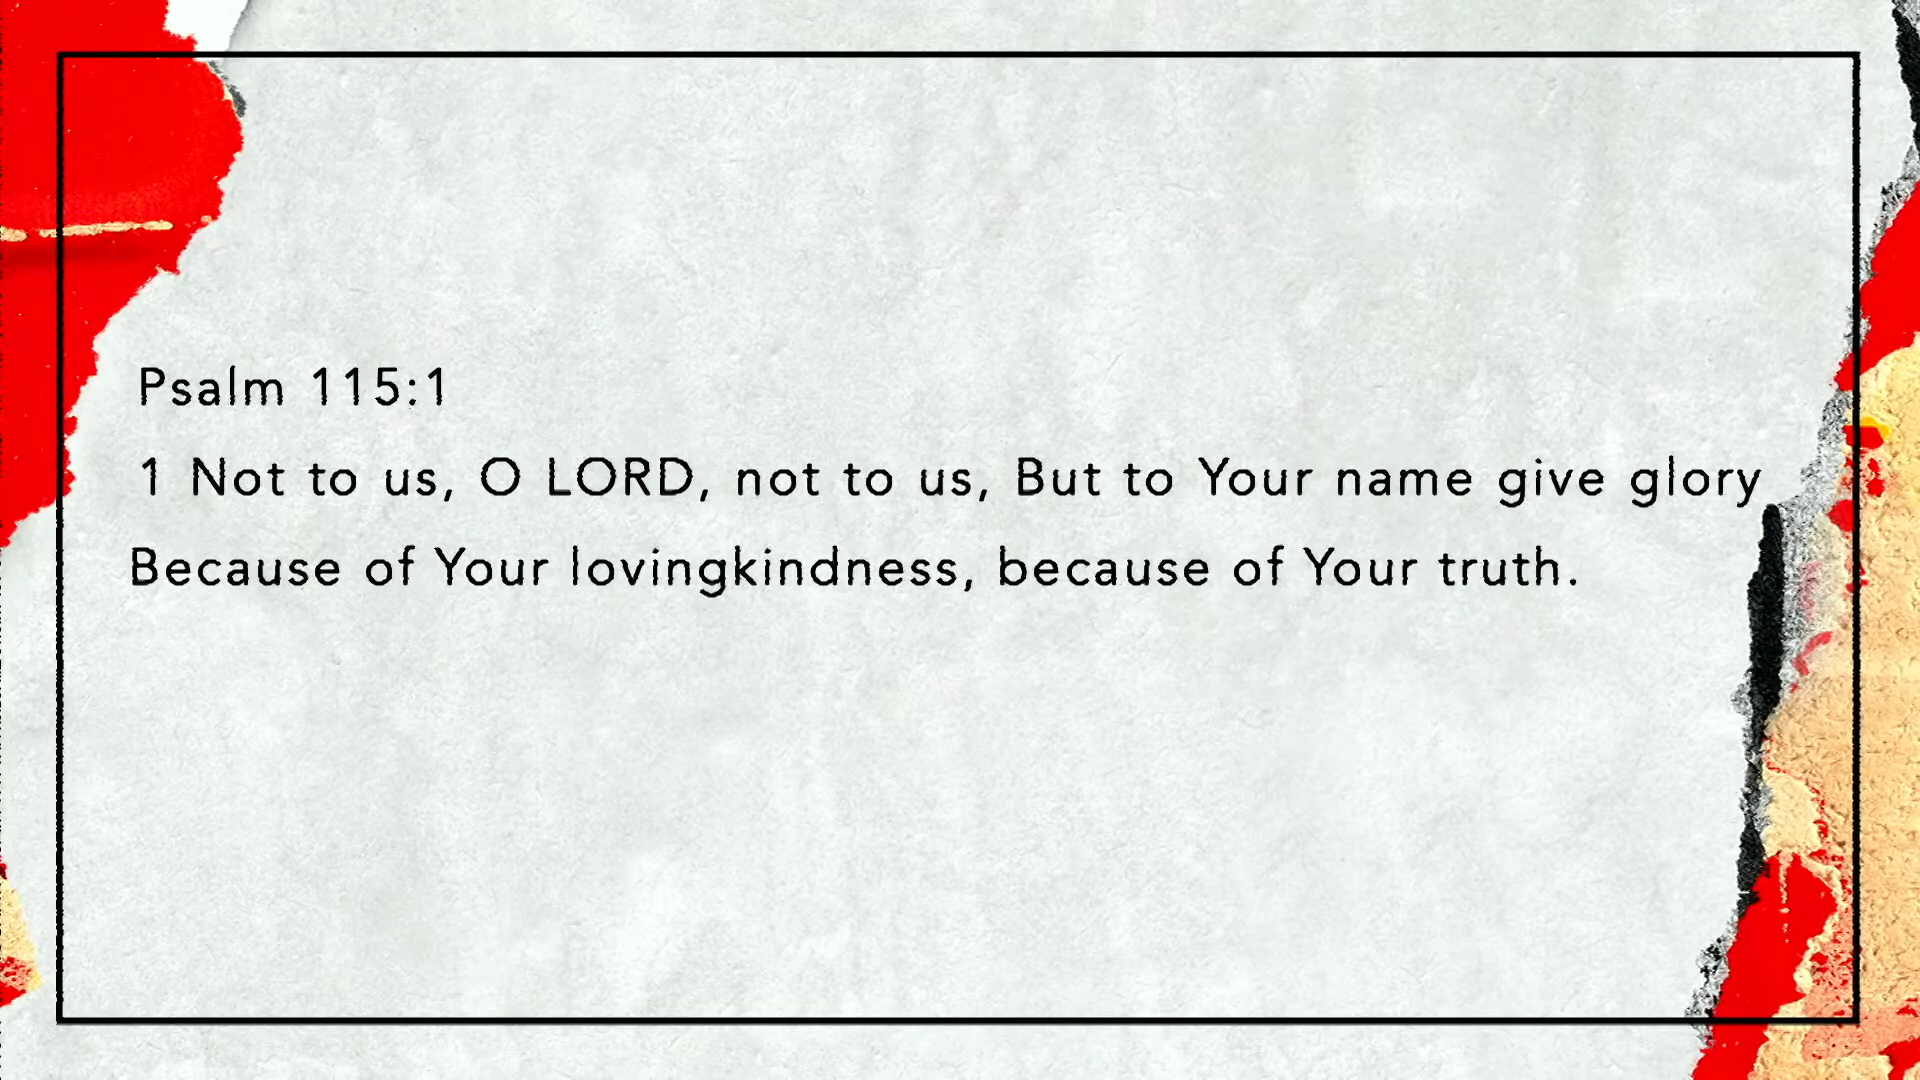 Psalm 115:1
1 Not to us, O LORD, not to us, But to Your name give glory
Because of Your lovingkindness, because of Your truth.